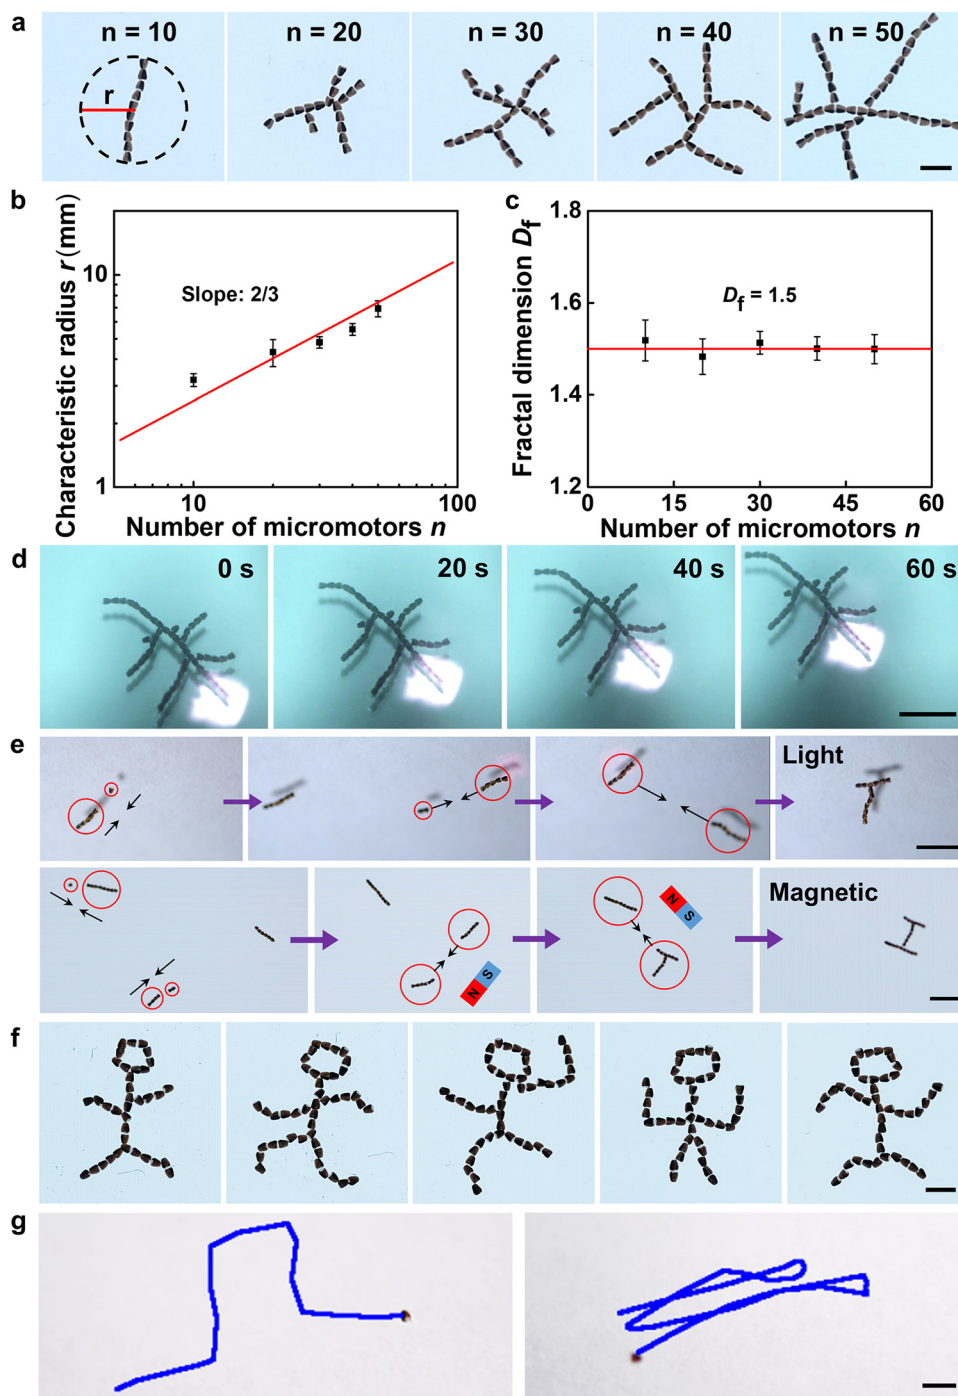 a
n = 10
n = 20
n = 30
n = 40
n = 50
r
b
Characteristic radius r (mm)
10
1
Slope: 2/3
10
100
Number of micromotors n
c
Fractal dimension Df
1.8
1.6
1.4
1.2
Df = 1.5
0
15
30
45
60
Number of micromotors n
d
0 s
20 s
40 s
60 s
e
Light
Magnetic
N
S
N
S
f
g